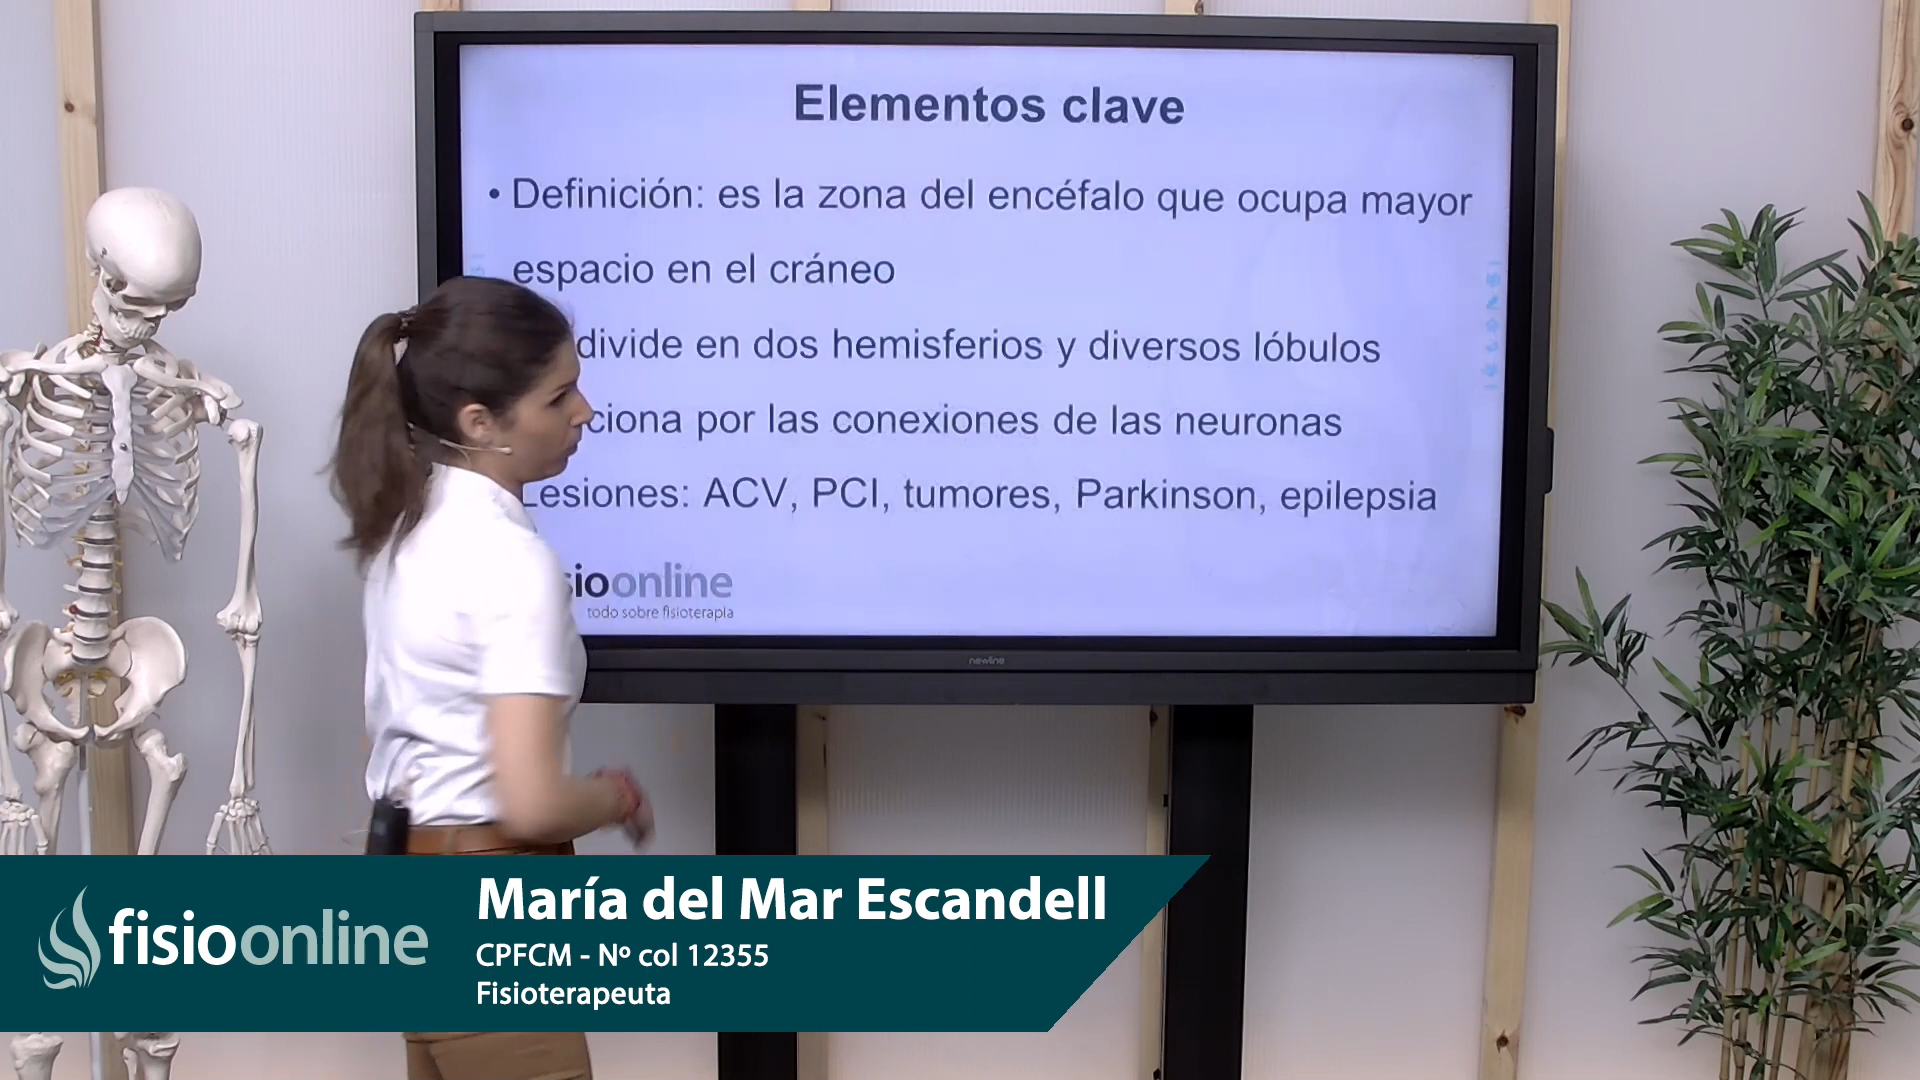 Elementos clave
• Definición: es la zona del encéfalo que ocupa mayor
espacio en el cráneo
divide en dos hemisferios y diversos lóbulos
ciona por las conexiones de las neuronas
Lesiones: ACV, PCI, tumores, Parkinson, epilepsia
sioonline
todo sobre fisioterapia
newline
fisioonline
María del Mar Escandell
CPFCM - Nº col 12355
Fisioterapeuta